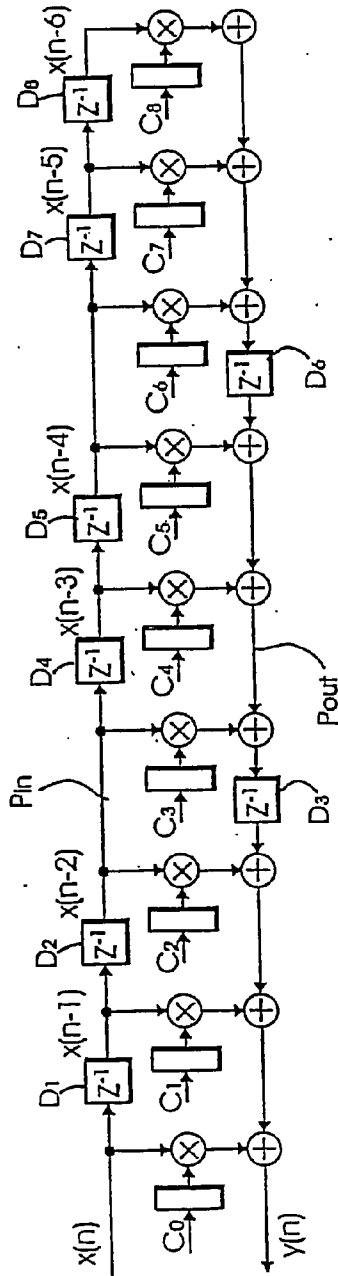 x(n)
D1
Z-1
x(n-1)
D2
Z-1
x(n-2)
PIn
D4
Z-1
x(n-3)
D5
Z-1
x(n-4)
D7
Z-1
x(n-5)
D8
Z-1
x(n-6)
C0
C1
C2
C3
C4
C5
C6
C7
C8
y(n)
Z-1
D3
Pout
Z-1
D6